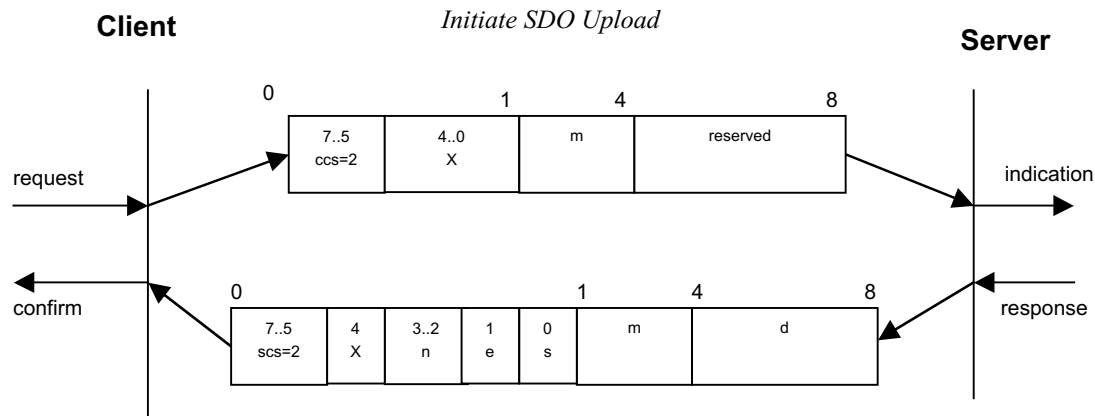 Initiate SDO Upload
Client
Server
0 1 4 8
7..5 4..0 m reserved
ccs=2 X
request
indication
confirm
response
0 1 4 8
7..5 4 3..2 1 0 m d
scs=2 X n e s